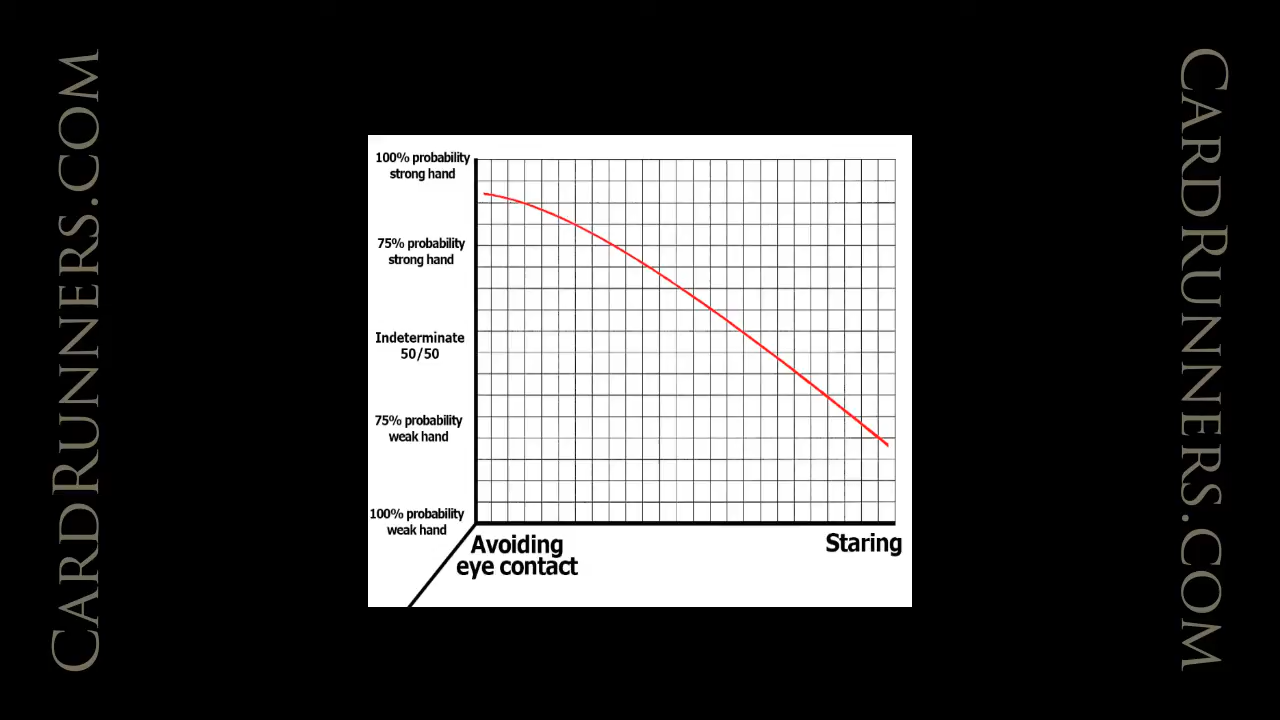 CARDRUNNERS.COM
100% probability
strong hand
75% probability
strong hand
Indeterminate
50/50
75% probability
weak hand
100% probability
weak hand
Avoiding
eye contact
Staring
CARDRUNNERS.COM